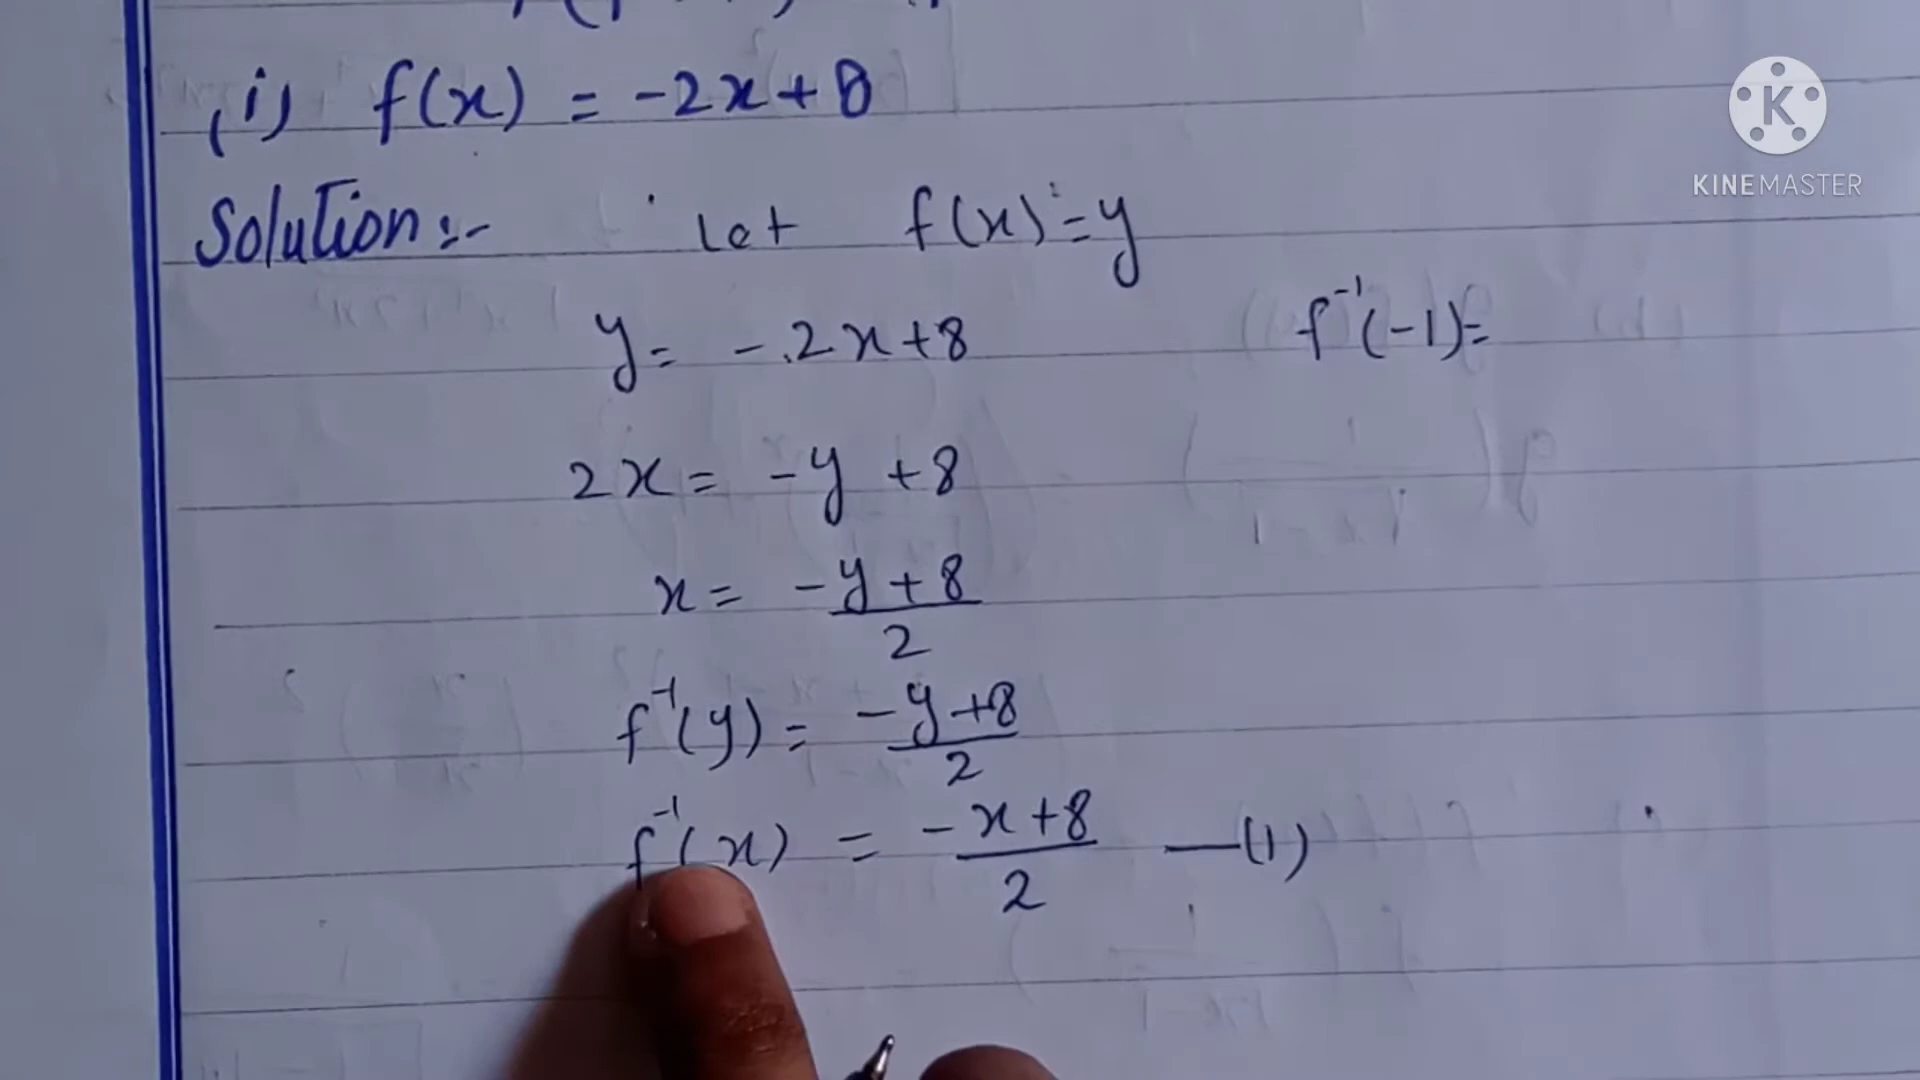 (i) f(x) = -2x+8
Solution:- Let f(x)=y
y= -2x+8 f⁻¹(-1)=
2x= -y +8
x= -y+8
2
f⁻¹(y)= -y+8
2
f⁻¹(x) = -x+8 —(1)
2
K
KINEMASTER